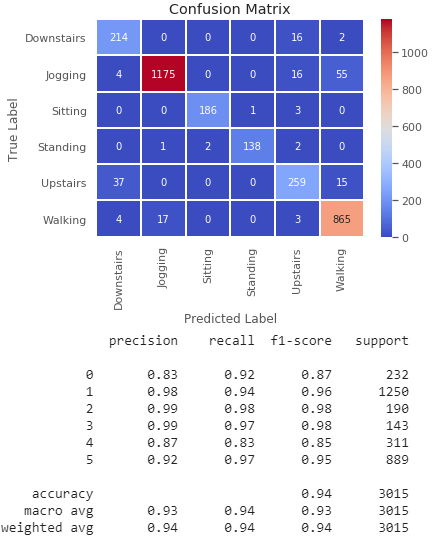 Confusion Matrix
Downstairs 214 0 0 0 16 2
Jogging 4 1175 0 0 16 55
Sitting 0 0 186 1 3 0
Standing 0 1 2 138 2 0
Upstairs 37 0 0 0 259 15
Walking 4 17 0 0 3 865
True Label
Downstairs Jogging Sitting Standing Upstairs Walking
Predicted Label
1000
800
600
400
200
0
precision recall f1-score support
0 0.83 0.92 0.87 232
1 0.98 0.94 0.96 1250
2 0.99 0.98 0.98 190
3 0.99 0.97 0.98 143
4 0.87 0.83 0.85 311
5 0.92 0.97 0.95 889
accuracy 0.94 3015
macro avg 0.93 0.94 0.93 3015
weighted avg 0.94 0.94 0.94 3015